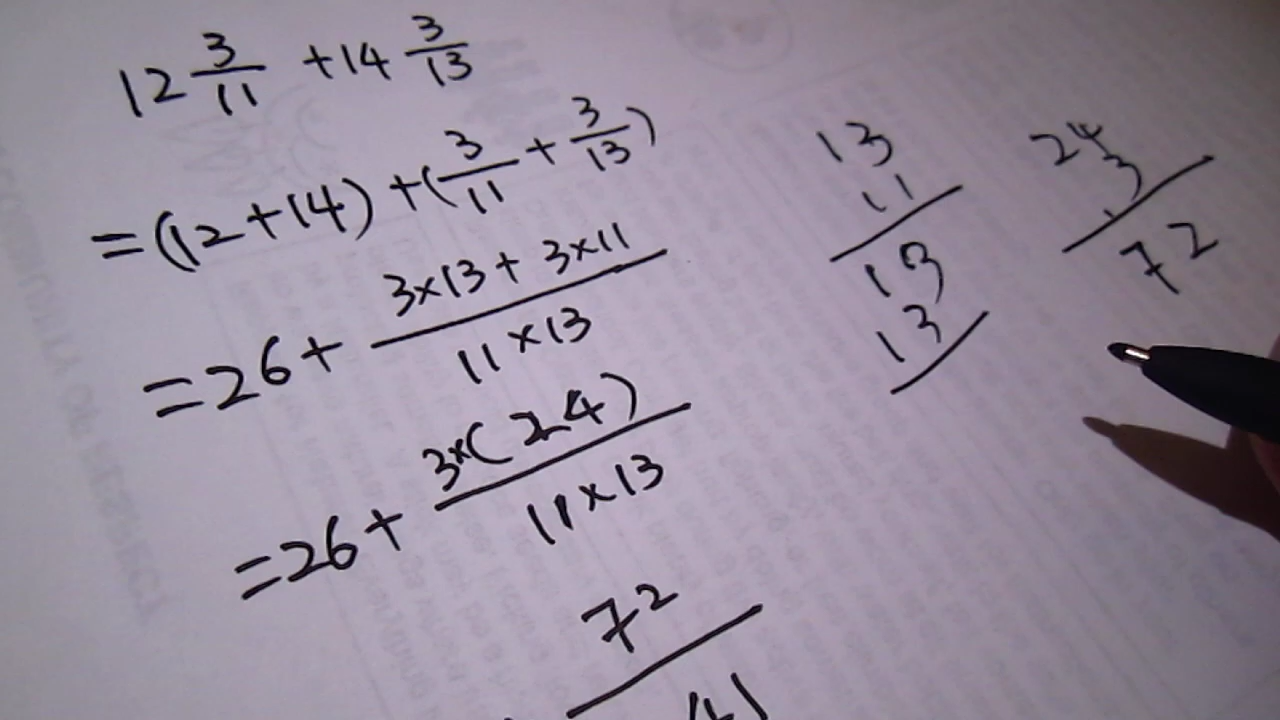 12 3/11 + 14 3/13
= (12 + 14) + (3/11 + 3/13)
= 26 + (3×13 + 3×11)/(11×13)
= 26 + 3×(24)/(11×13)
72
13
11
13
13
24
3
72